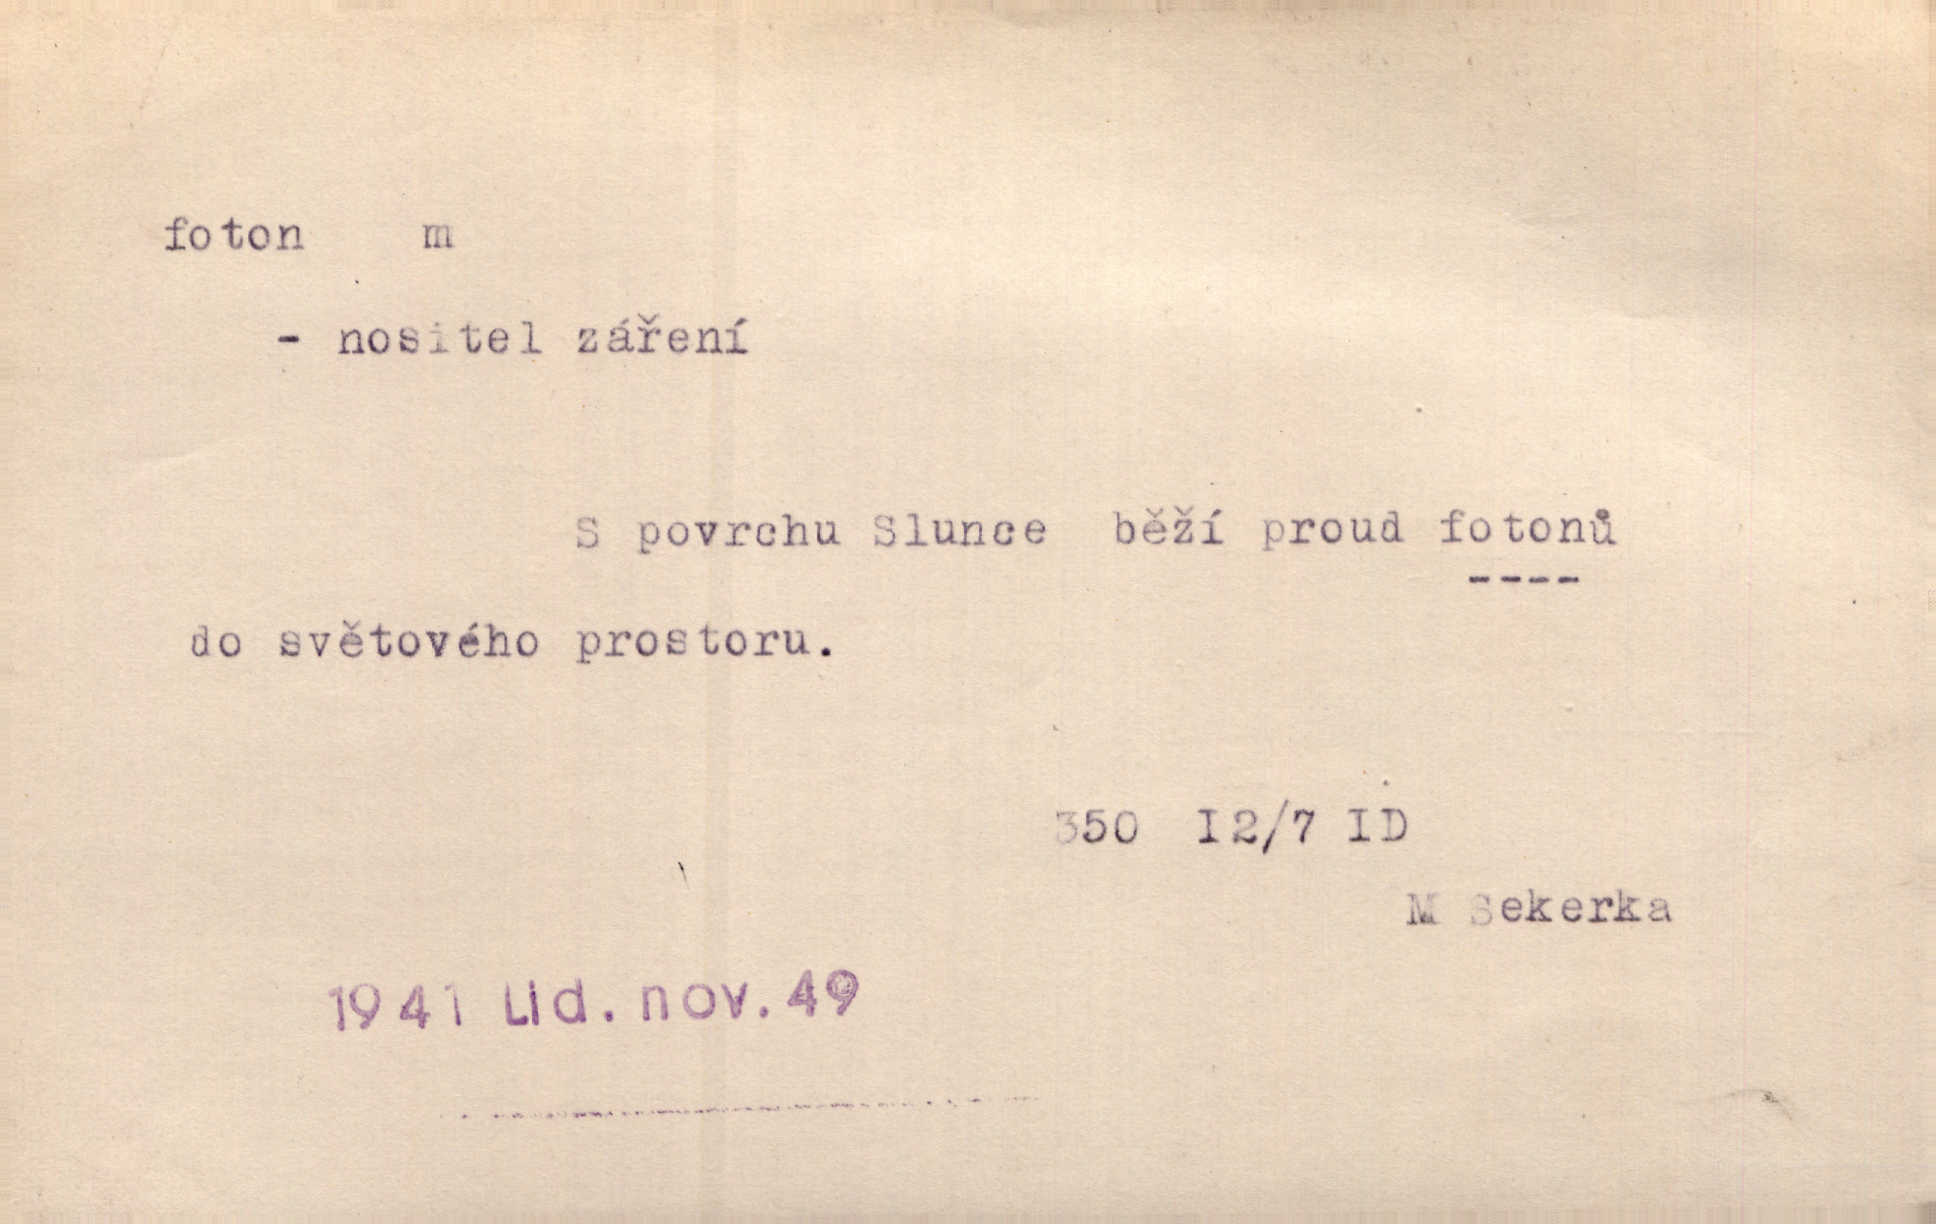 foton m
- nositel záření
S povrchu Slunce běží proud fotonů
----
do světového prostoru.
350 I2/7 ID
M Sekerka
1941 Lid. nov. 49